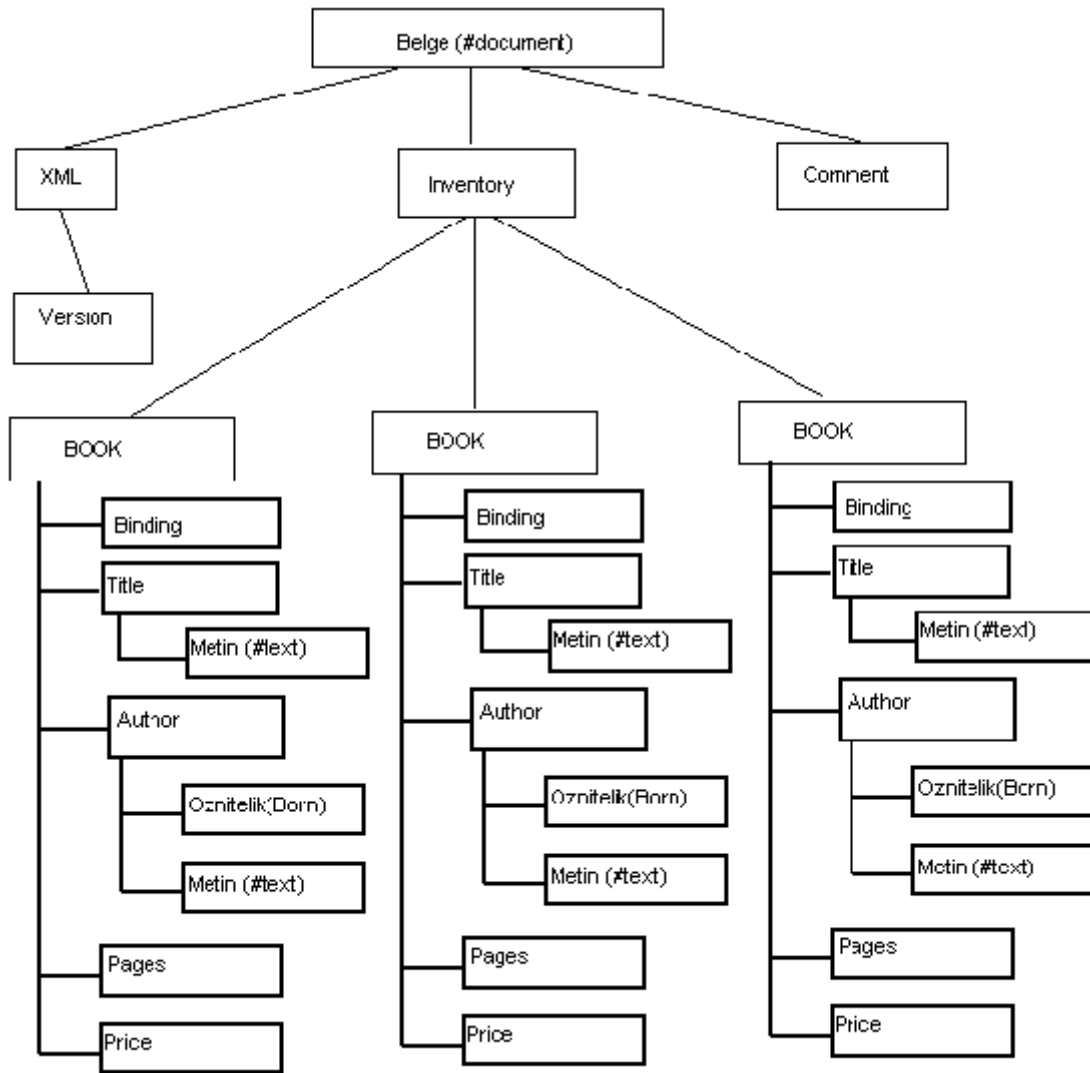 Belge (#document)
XML
Inventory
Comment
Version
BOOK
Binding
Title
Metin (#text)
Author
Oznitelik(Born)
Metin (#text)
Pages
Price
BOOK
Binding
Title
Metin (#text)
Author
Oznitelik(Born)
Metin (#text)
Pages
Price
BOOK
Binding
Title
Metin (#text)
Author
Oznitelik(Born)
Metin (#text)
Pages
Price